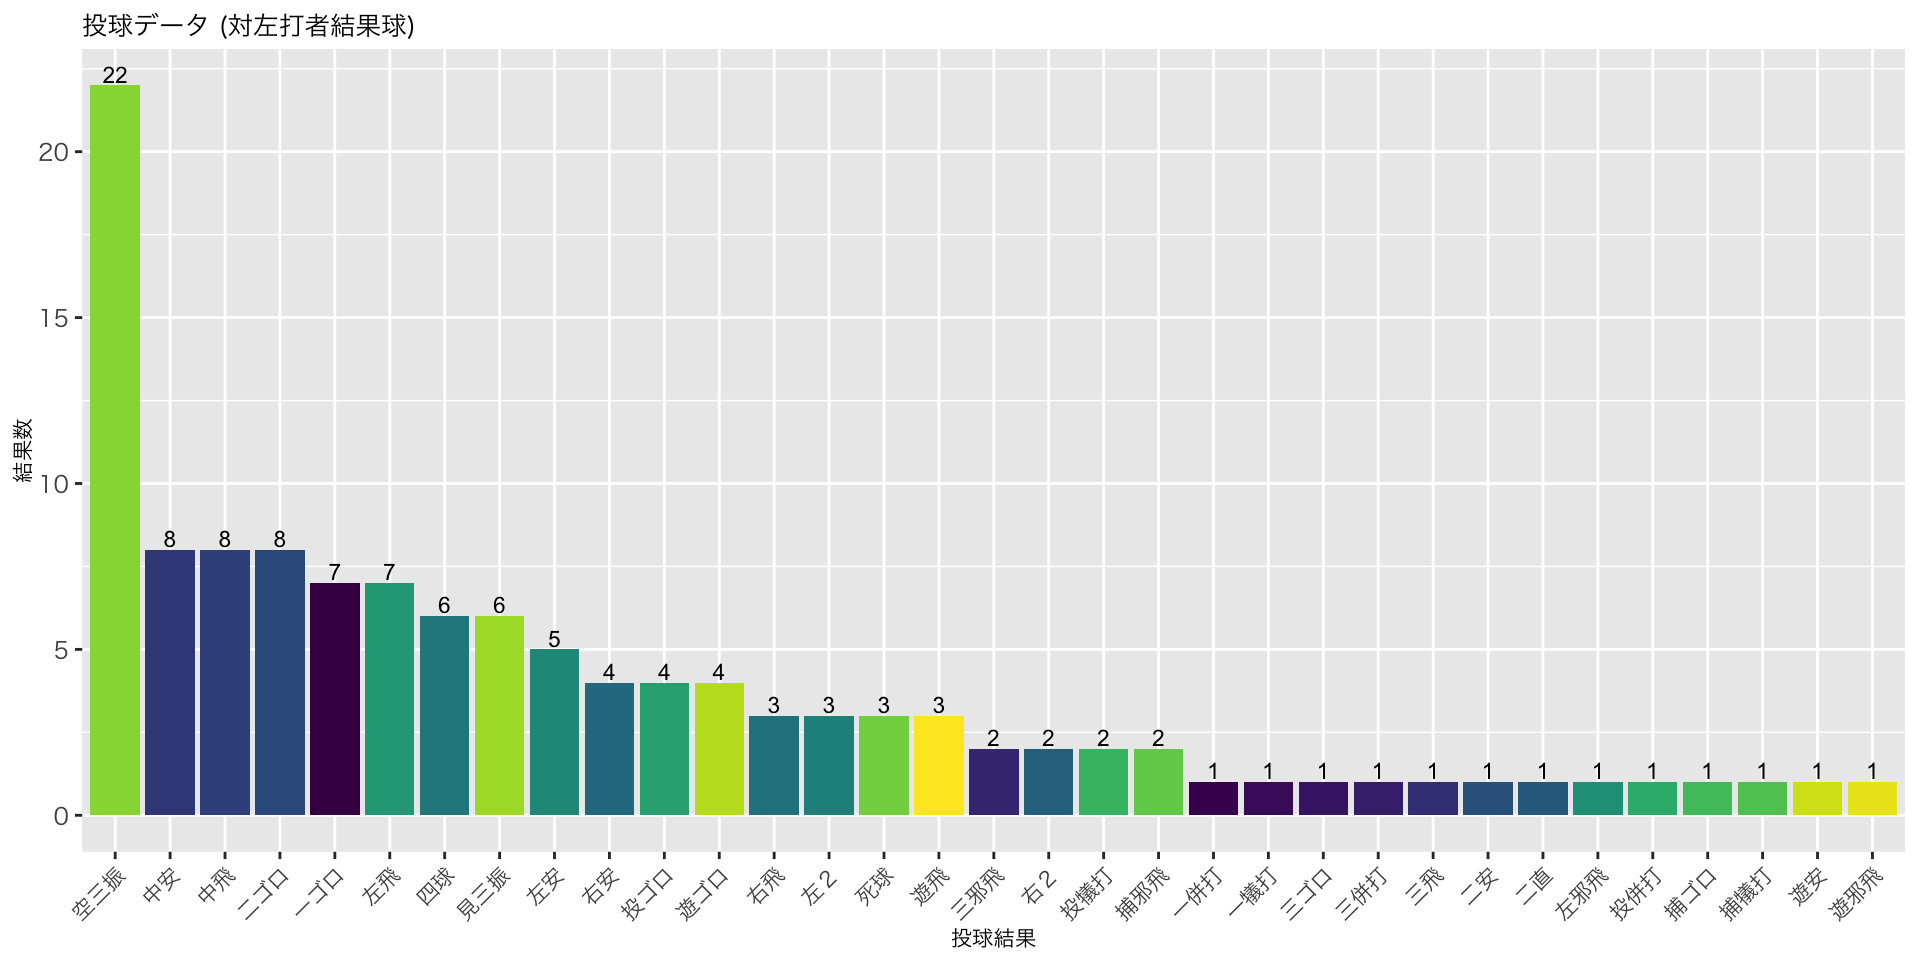 投球データ (対左打者結果球)
結果数
20
15
10
5
0
22
8
8
8
7
7
6
6
5
4
4
4
3
3
3
3
2
2
2
2
1
1
1
1
1
1
1
1
1
1
1
1
1
空三振
中安
中飛
二ゴロ
一ゴロ
左飛
四球
見三振
左安
右安
投ゴロ
遊ゴロ
右飛
左２
死球
遊飛
三邪飛
右２
投犠打
捕邪飛
一併打
一犠打
三ゴロ
三併打
三飛
二安
二直
左邪飛
投併打
捕ゴロ
捕犠打
遊安
遊邪飛
投球結果